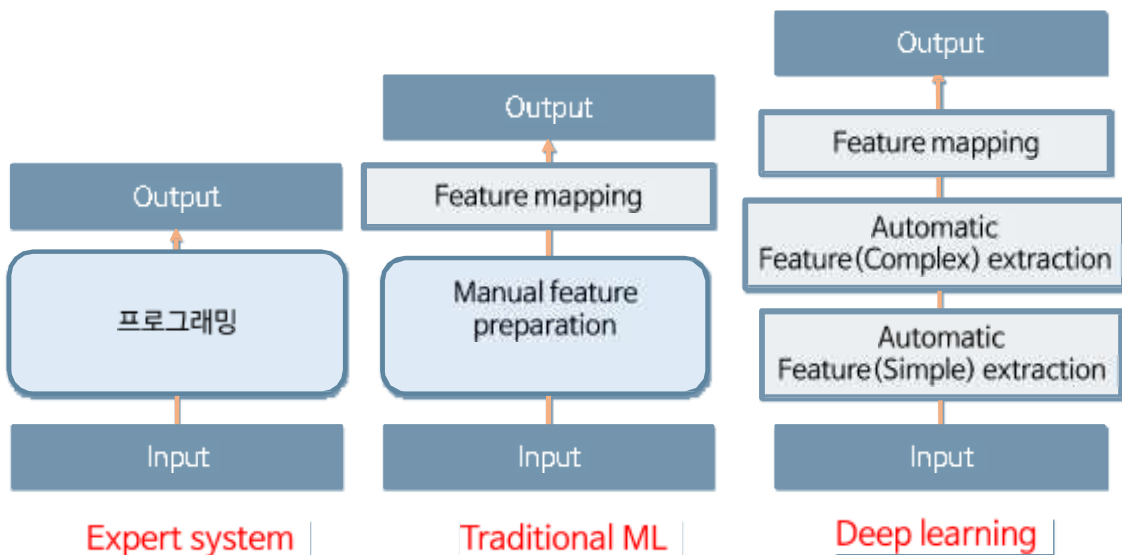 Output
프로그래밍
Input
Expert system
Output
Feature mapping
Manual feature
preparation
Input
Traditional ML
Output
Feature mapping
Automatic
Feature(Complex) extraction
Automatic
Feature(Simple) extraction
Input
Deep learning